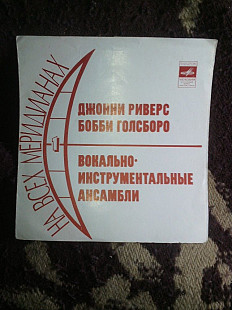 НА ВСЕХ МЕРИДИАНАХ
ДЖОННИ РИВЕРС
БОББИ ГОЛСБОРО
ВОКАЛЬНО-
ИНСТРУМЕНТАЛЬНЫЕ
АНСАМБЛИ